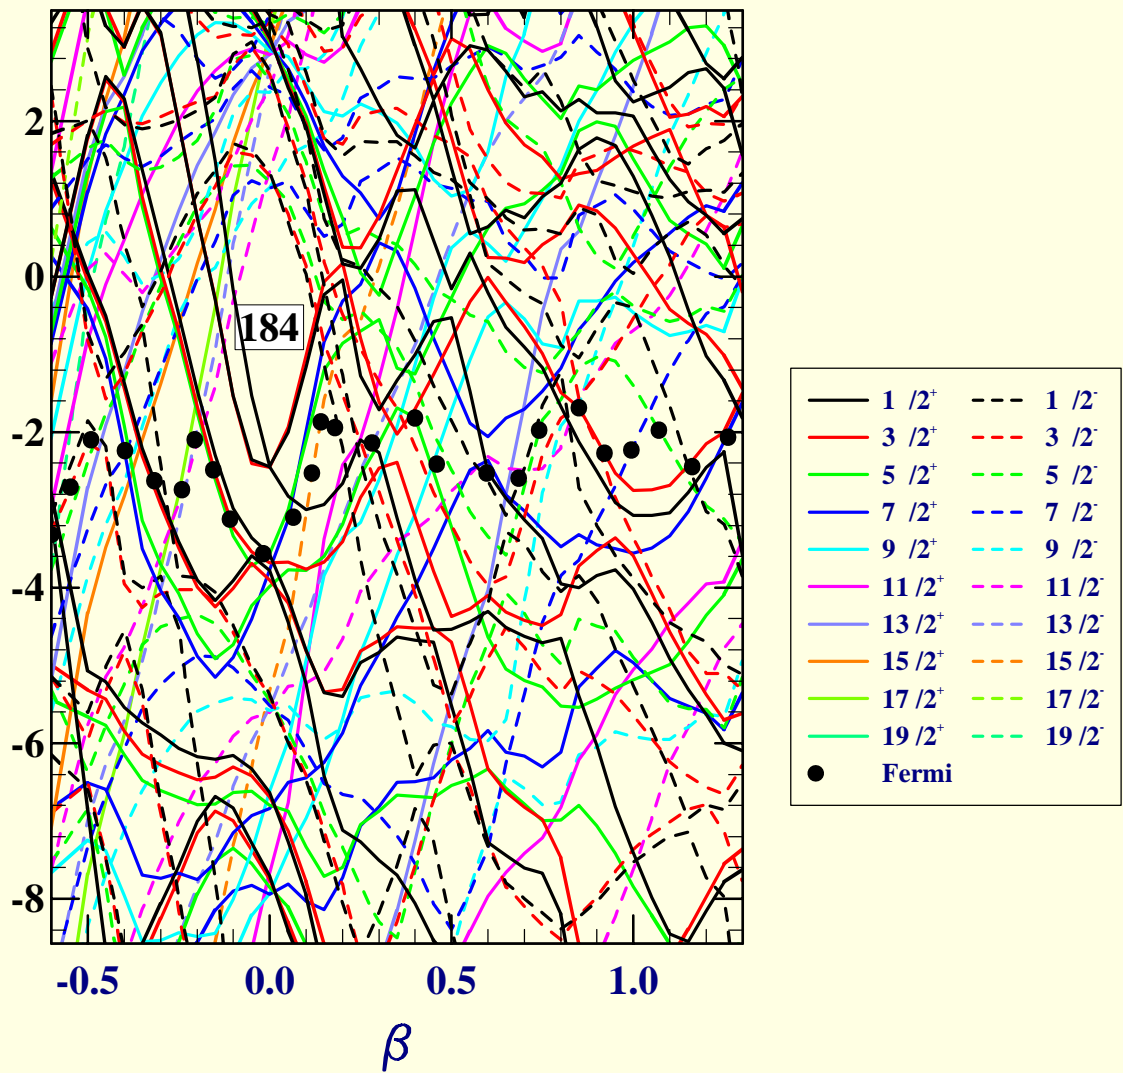 2
0
184
-2
-4
-6
-8
-0.5 0.0 0.5 1.0
β
1 /2+ 1 /2-
3 /2+ 3 /2-
5 /2+ 5 /2-
7 /2+ 7 /2-
9 /2+ 9 /2-
11 /2+ 11 /2-
13 /2+ 13 /2-
15 /2+ 15 /2-
17 /2+ 17 /2-
19 /2+ 19 /2-
Fermi